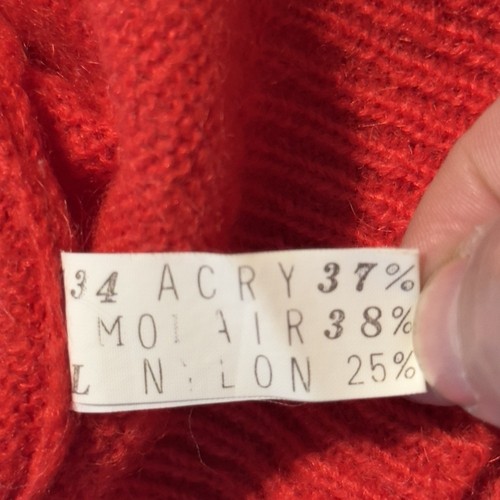 34 ACRY 37%
MOHAIR 38%
L NYLON 25%